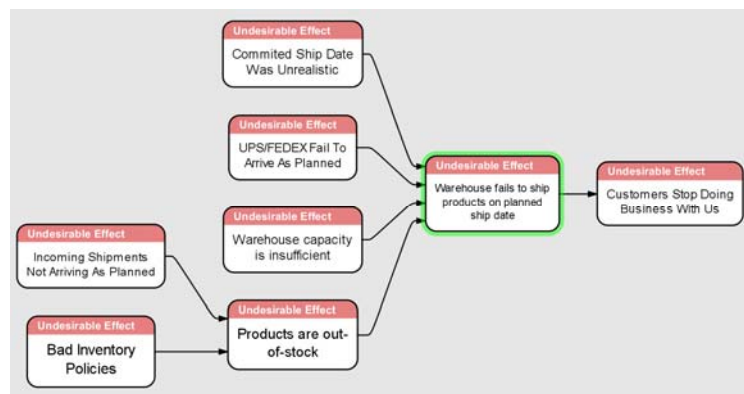 Undesirable Effect
Commited Ship Date
Was Unrealistic
Undesirable Effect
UPS/FEDEX Fail To
Arrive As Planned
Undesirable Effect
Warehouse fails to ship
products on planned
ship date
Undesirable Effect
Customers Stop Doing
Business With Us
Undesirable Effect
Warehouse capacity
is insufficient
Undesirable Effect
Incoming Shipments
Not Arriving As Planned
Undesirable Effect
Products are out-
of-stock
Undesirable Effect
Bad Inventory
Policies